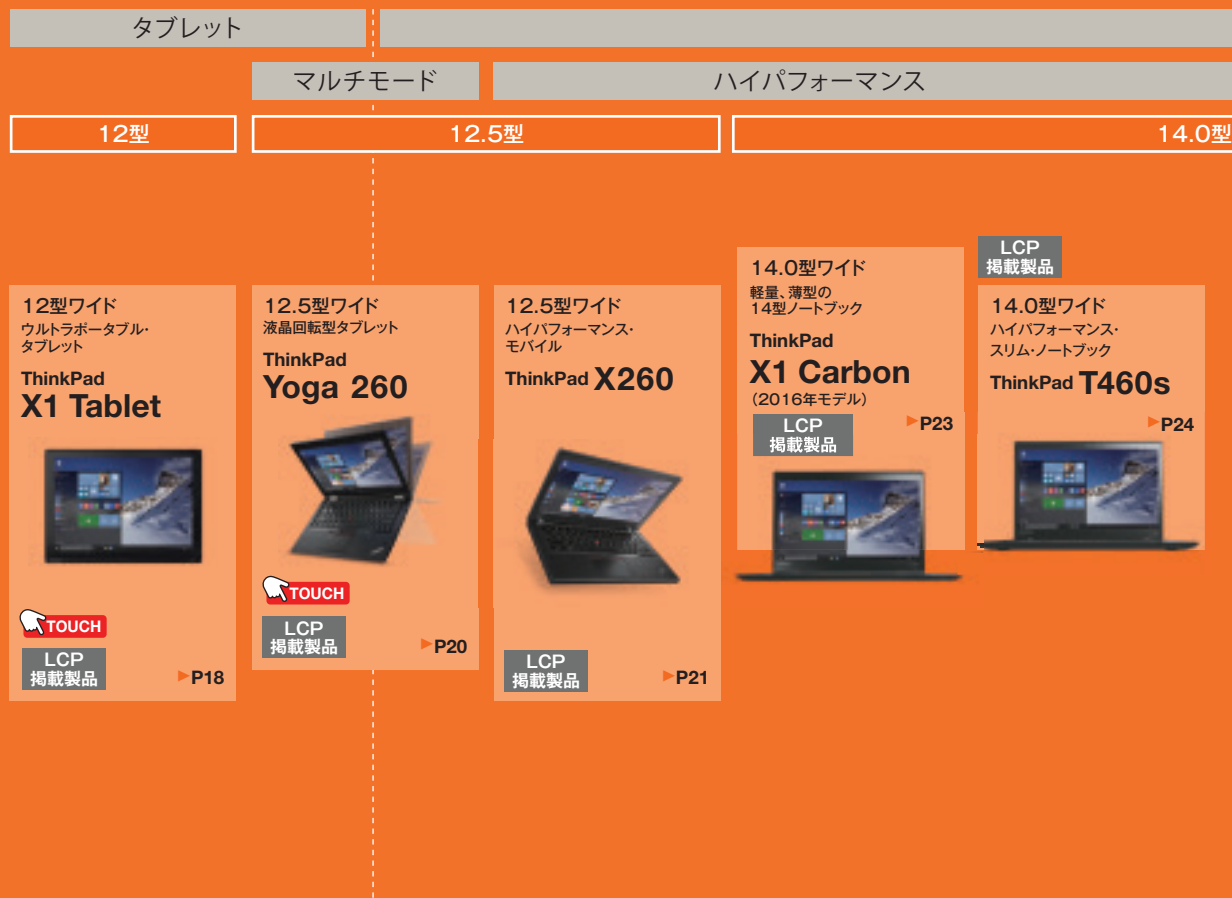 タブレット
マルチモード
ハイパフォーマンス
12型
12.5型
14.0型
12型ワイド
ウルトラポータブル・
タブレット
ThinkPad
X1 Tablet
TOUCH
LCP
掲載製品
▶P18
12.5型ワイド
液晶回転型タブレット
ThinkPad
Yoga 260
TOUCH
LCP
掲載製品
▶P20
12.5型ワイド
ハイパフォーマンス・
モバイル
ThinkPad X260
LCP
掲載製品
▶P21
14.0型ワイド
軽量、薄型の
14型ノートブック
ThinkPad
X1 Carbon
（2016年モデル）
LCP
掲載製品
▶P23
LCP
掲載製品
14.0型ワイド
ハイパフォーマンス・
スリム・ノートブック
ThinkPad T460s
▶P24